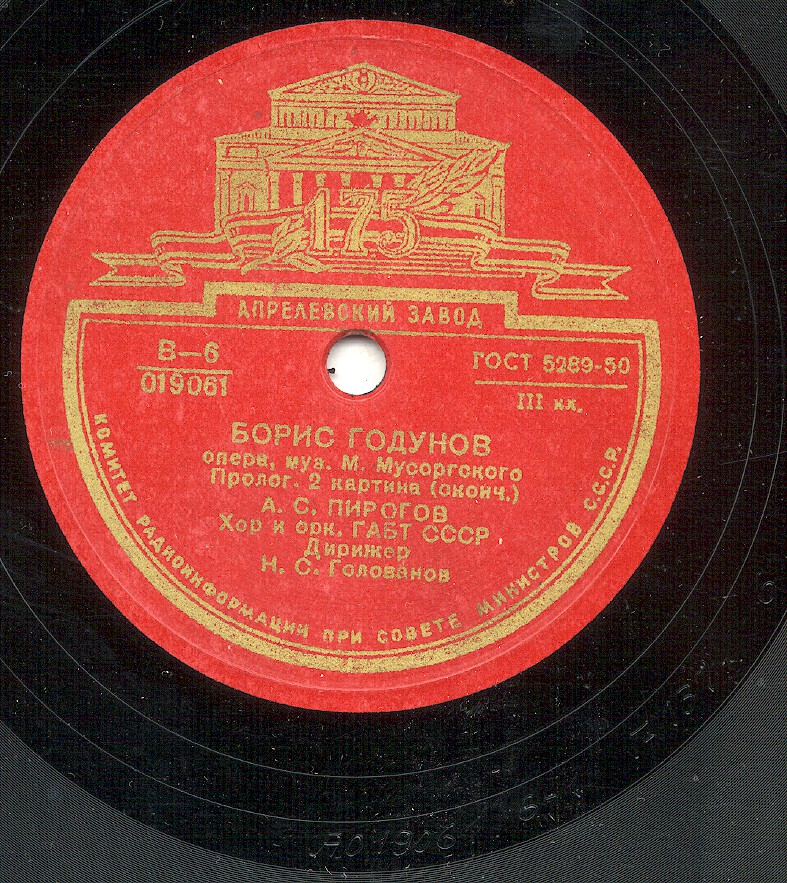 175
АПРЕЛЕВСКИЙ ЗАВОД
В—6
019061
ГОСТ 5289-50
III кл.
БОРИС ГОДУНОВ
опера, муз. М. Мусоргского
Пролог. 2 картина (оконч.)
А. С. ПИРОГОВ
Хор и орк. ГАБТ СССР
Дирижер
Н. С. Голованов
КОМИТЕТ РАДИОИНФОРМАЦИИ ПРИ СОВЕТЕ МИНИСТРОВ С.С.С.Р.